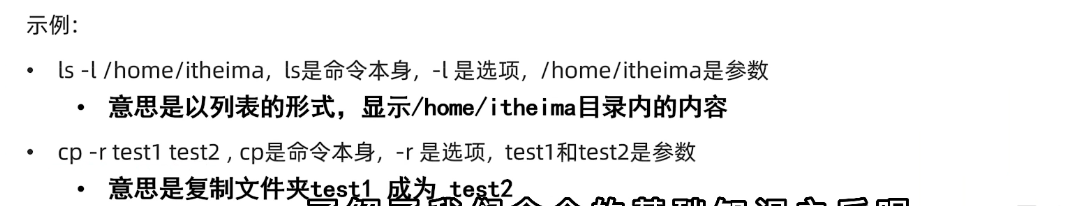 示例：
• ls -l /home/itheima，ls是命令本身，-l 是选项，/home/itheima是参数
• 意思是以列表的形式，显示/home/itheima目录内的内容
• cp -r test1 test2 , cp是命令本身，-r 是选项，test1和test2是参数
• 意思是复制文件夹test1 成为 test2